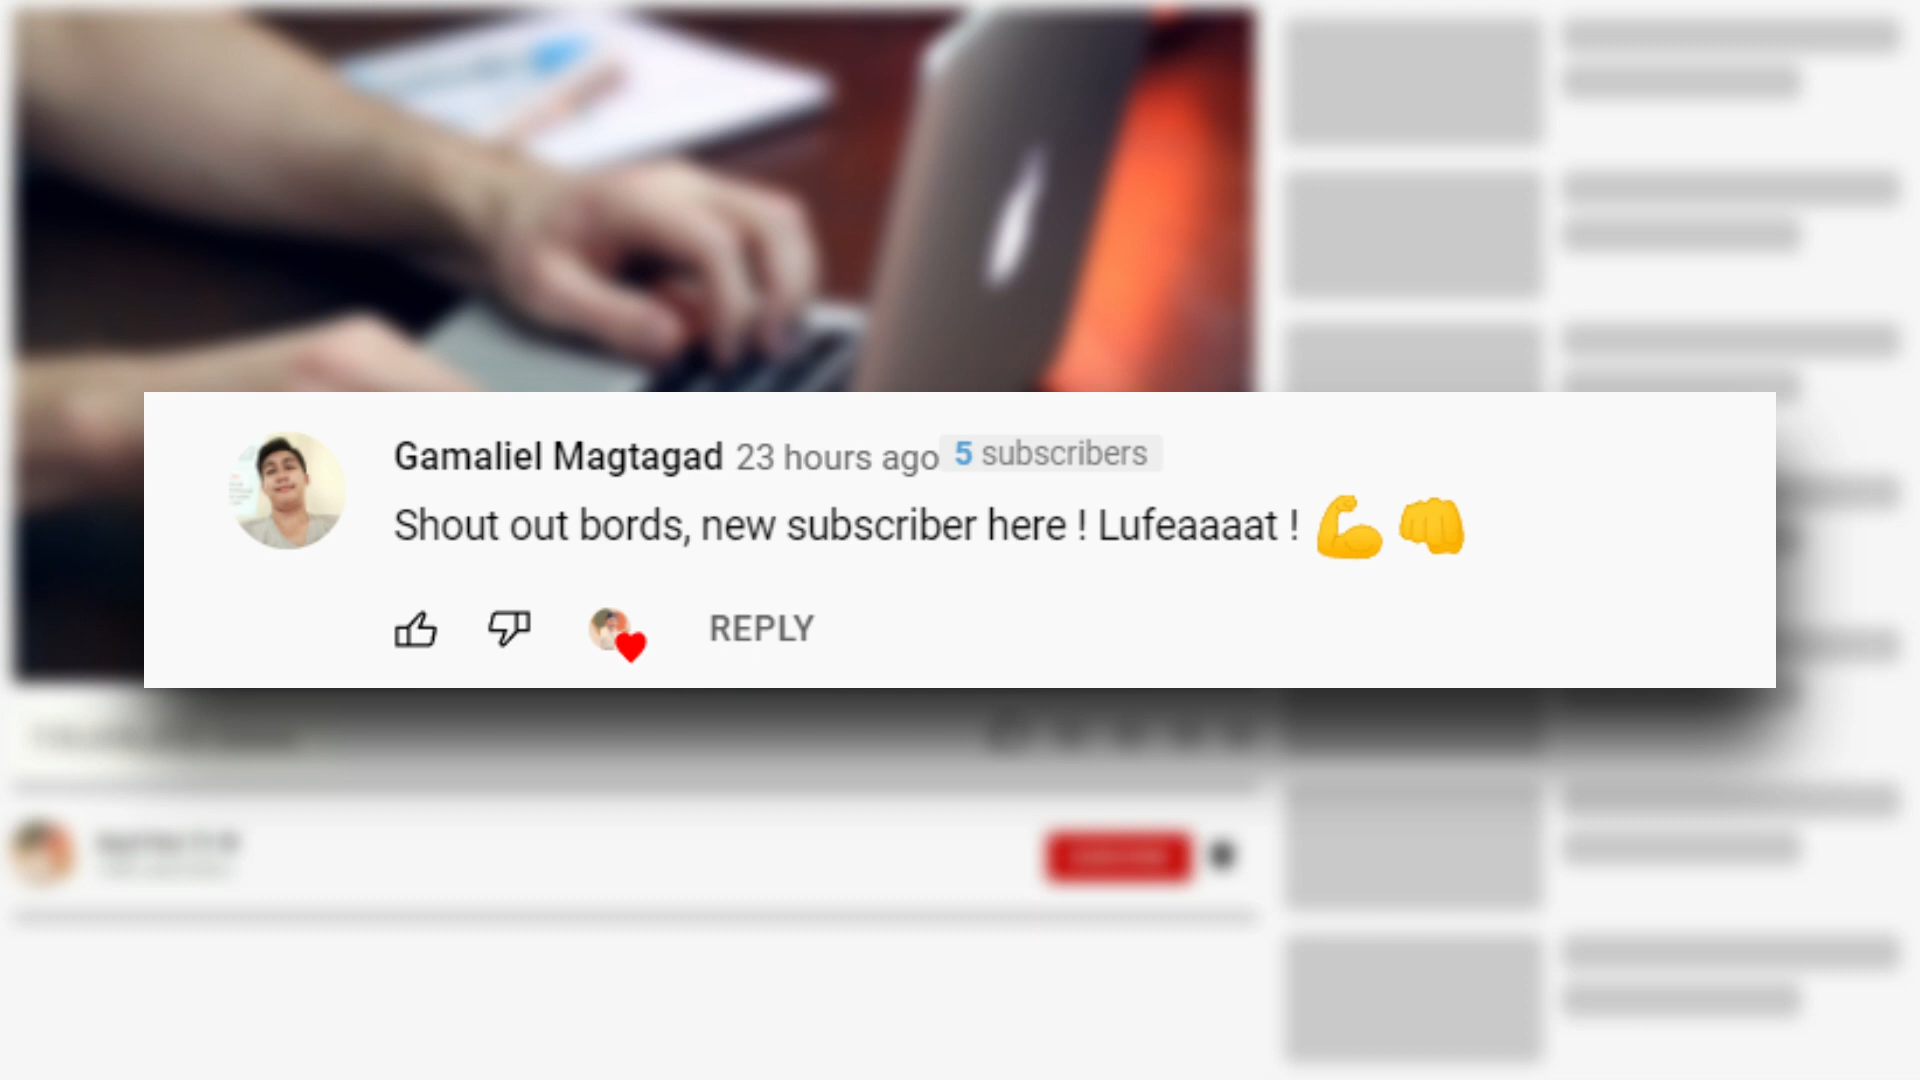 Gamaliel Magtagad 23 hours ago 5 subscribers
Shout out bords, new subscriber here ! Lufeaaaat ! 💪👊
REPLY